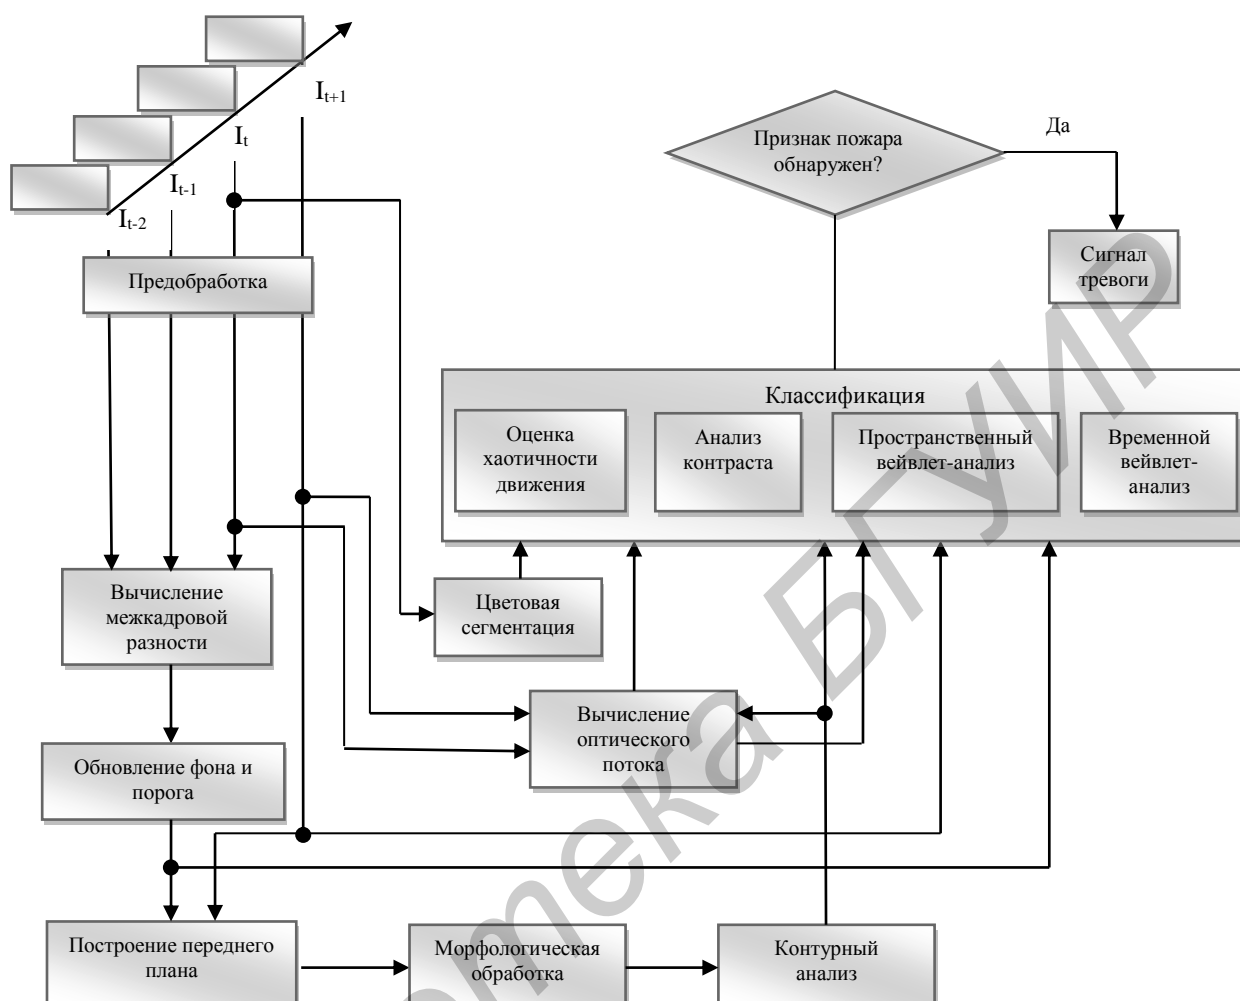 I_{t+1}
I_t
I_{t-1}
I_{t-2}
Предобработка
Признак пожара
обнаружен?
Да
Сигнал
тревоги
Классификация
Оценка
хаотичности
движения
Анализ
контраста
Пространственный
вейвлет-анализ
Временной
вейвлет-
анализ
Вычисление
межкадровой
разности
Цветовая
сегментация
Вычисление
оптического
потока
Обновление фона и
порога
Построение переднего
плана
Морфологическая
обработка
Контурный
анализ
отека БГУИР